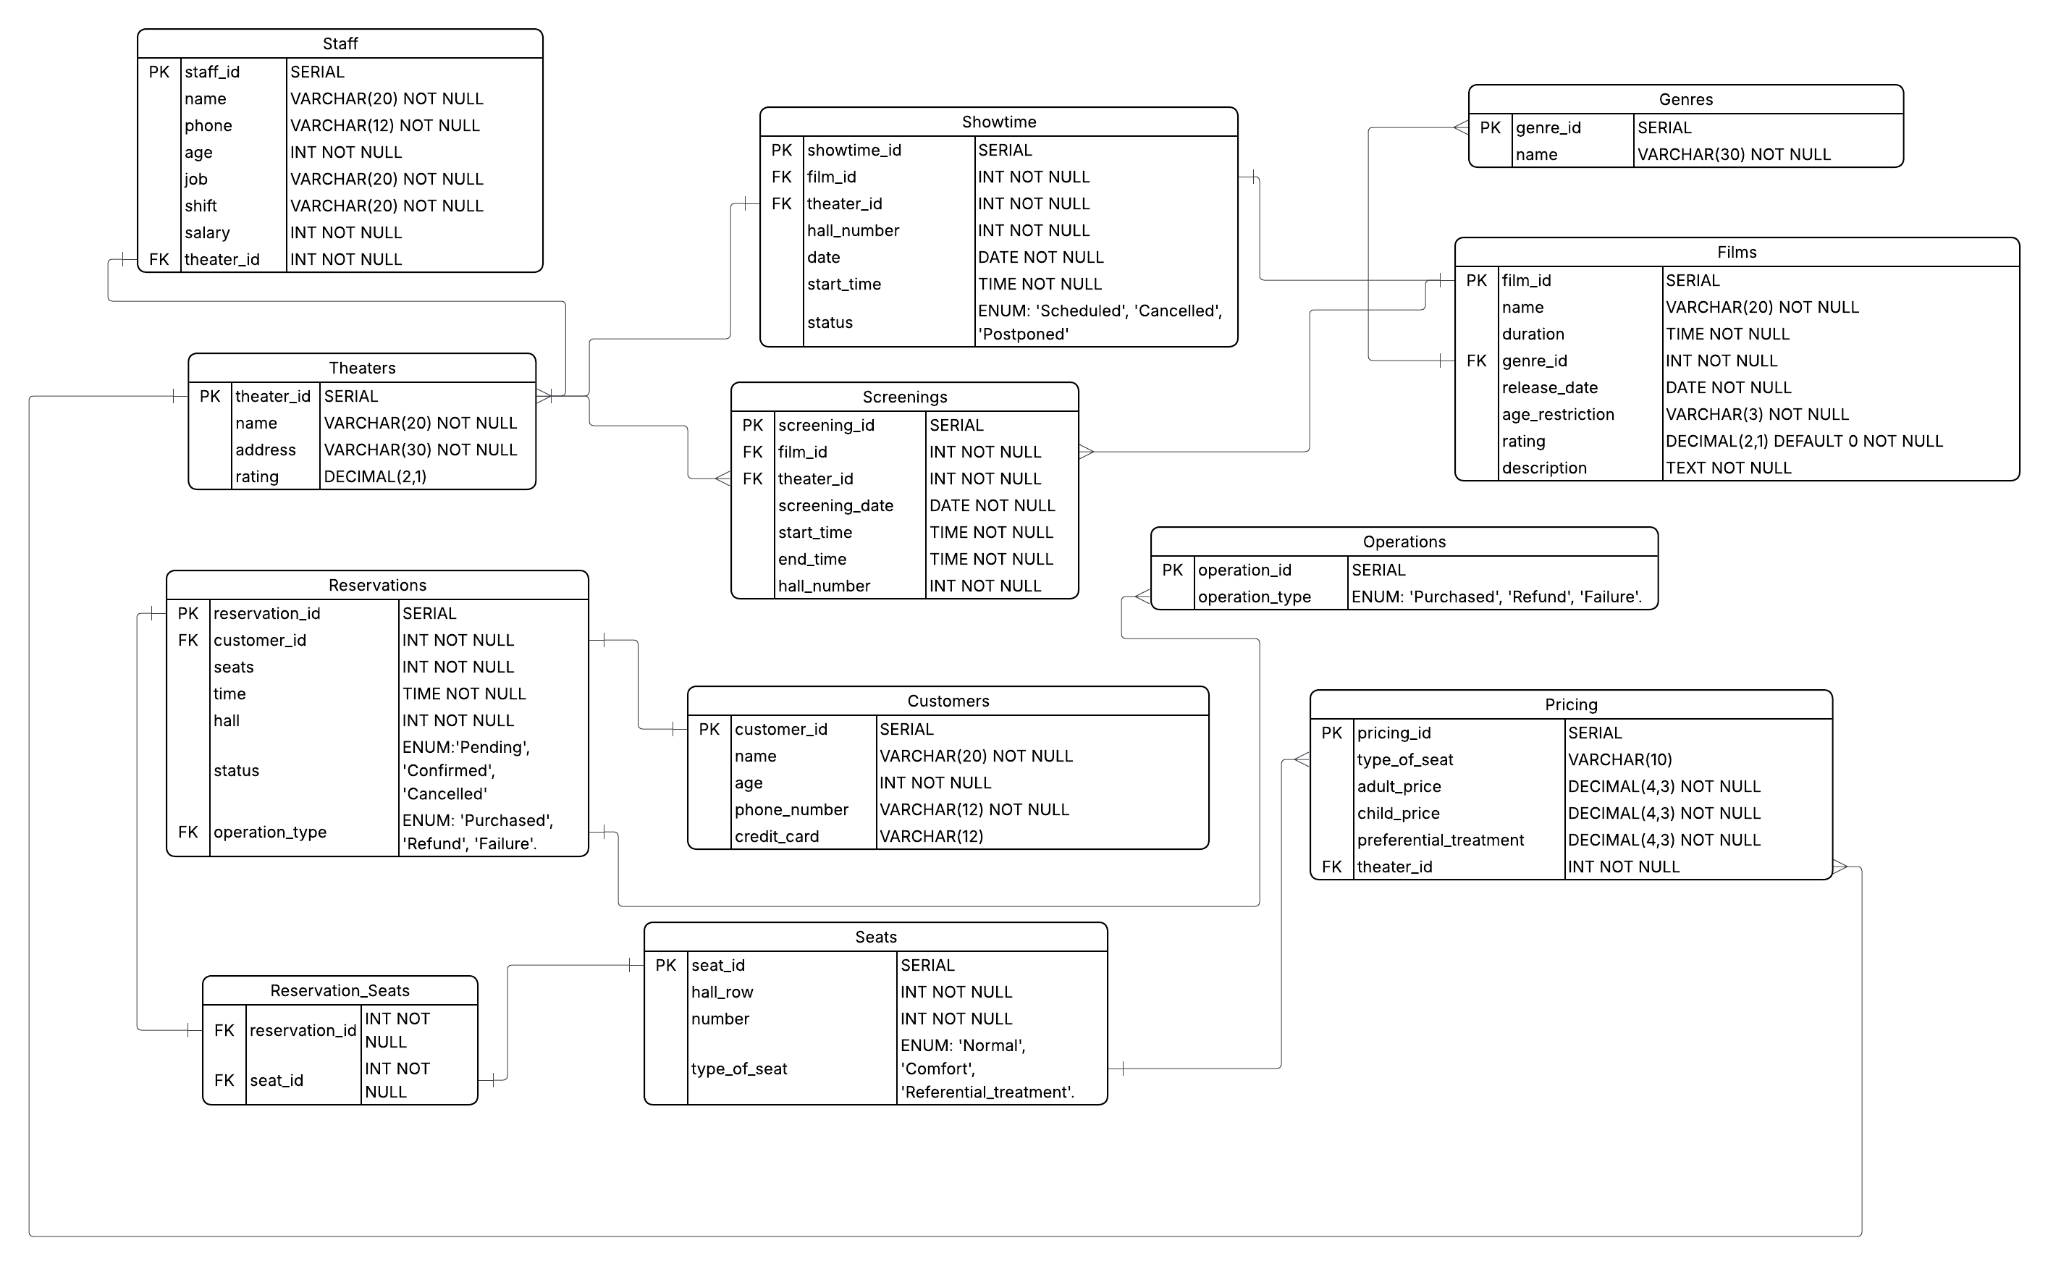 Staff
PK staff_id SERIAL
name VARCHAR(20) NOT NULL
phone VARCHAR(12) NOT NULL
age INT NOT NULL
job VARCHAR(20) NOT NULL
shift VARCHAR(20) NOT NULL
salary INT NOT NULL
FK theater_id INT NOT NULL
Showtime
PK showtime_id SERIAL
FK film_id INT NOT NULL
FK theater_id INT NOT NULL
hall_number INT NOT NULL
date DATE NOT NULL
start_time TIME NOT NULL
status ENUM: 'Scheduled', 'Cancelled',
'Postponed'
Genres
PK genre_id SERIAL
name VARCHAR(30) NOT NULL
Films
PK film_id SERIAL
name VARCHAR(20) NOT NULL
duration TIME NOT NULL
FK genre_id INT NOT NULL
release_date DATE NOT NULL
age_restriction VARCHAR(3) NOT NULL
rating DECIMAL(2,1) DEFAULT 0 NOT NULL
description TEXT NOT NULL
Theaters
PK theater_id SERIAL
name VARCHAR(20) NOT NULL
address VARCHAR(30) NOT NULL
rating DECIMAL(2,1)
Screenings
PK screening_id SERIAL
FK film_id INT NOT NULL
FK theater_id INT NOT NULL
screening_date DATE NOT NULL
start_time TIME NOT NULL
end_time TIME NOT NULL
hall_number INT NOT NULL
Operations
PK operation_id SERIAL
operation_type ENUM: 'Purchased', 'Refund', 'Failure'.
Reservations
PK reservation_id SERIAL
FK customer_id INT NOT NULL
seats INT NOT NULL
time TIME NOT NULL
hall INT NOT NULL
status ENUM:'Pending',
'Confirmed',
'Cancelled'
FK operation_type ENUM: 'Purchased',
'Refund', 'Failure'.
Customers
PK customer_id SERIAL
name VARCHAR(20) NOT NULL
age INT NOT NULL
phone_number VARCHAR(12) NOT NULL
credit_card VARCHAR(12)
Pricing
PK pricing_id SERIAL
type_of_seat VARCHAR(10)
adult_price DECIMAL(4,3) NOT NULL
child_price DECIMAL(4,3) NOT NULL
preferential_treatment DECIMAL(4,3) NOT NULL
FK theater_id INT NOT NULL
Seats
PK seat_id SERIAL
hall_row INT NOT NULL
number INT NOT NULL
type_of_seat ENUM: 'Normal',
'Comfort',
'Referential_treatment'.
Reservation_Seats
FK reservation_id INT NOT
NULL
FK seat_id INT NOT
NULL